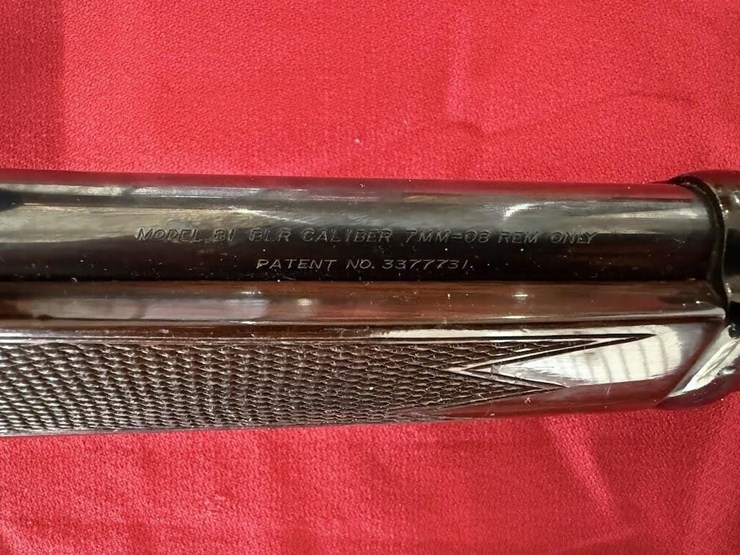 MODEL 81 BLR CALIBER 7MM-08 REM ONLY
PATENT NO. 3377731.